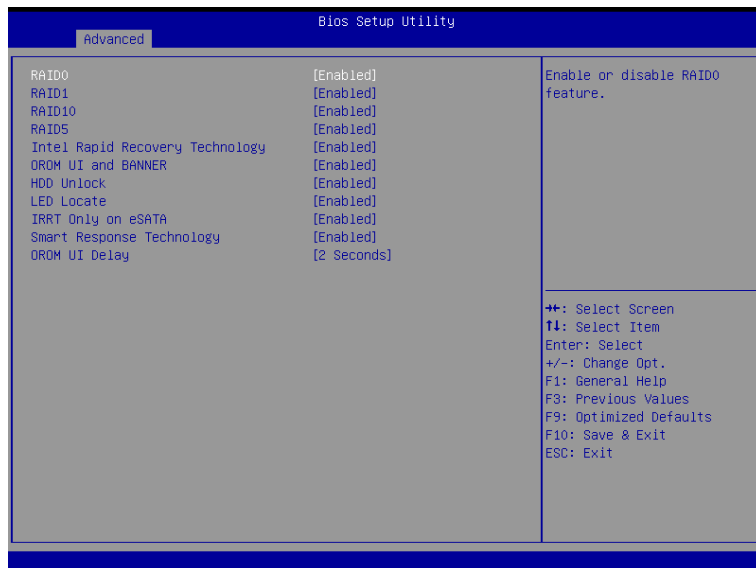 Bios Setup Utility
Advanced
RAID0 [Enabled]
RAID1 [Enabled]
RAID10 [Enabled]
RAID5 [Enabled]
Intel Rapid Recovery Technology [Enabled]
OROM UI and BANNER [Enabled]
HDD Unlock [Enabled]
LED Locate [Enabled]
IRRT Only on eSATA [Enabled]
Smart Response Technology [Enabled]
OROM UI Delay [2 Seconds]
Enable or disable RAID0
feature.
→←: Select Screen
↑↓: Select Item
Enter: Select
+/-: Change Opt.
F1: General Help
F3: Previous Values
F9: Optimized Defaults
F10: Save & Exit
ESC: Exit